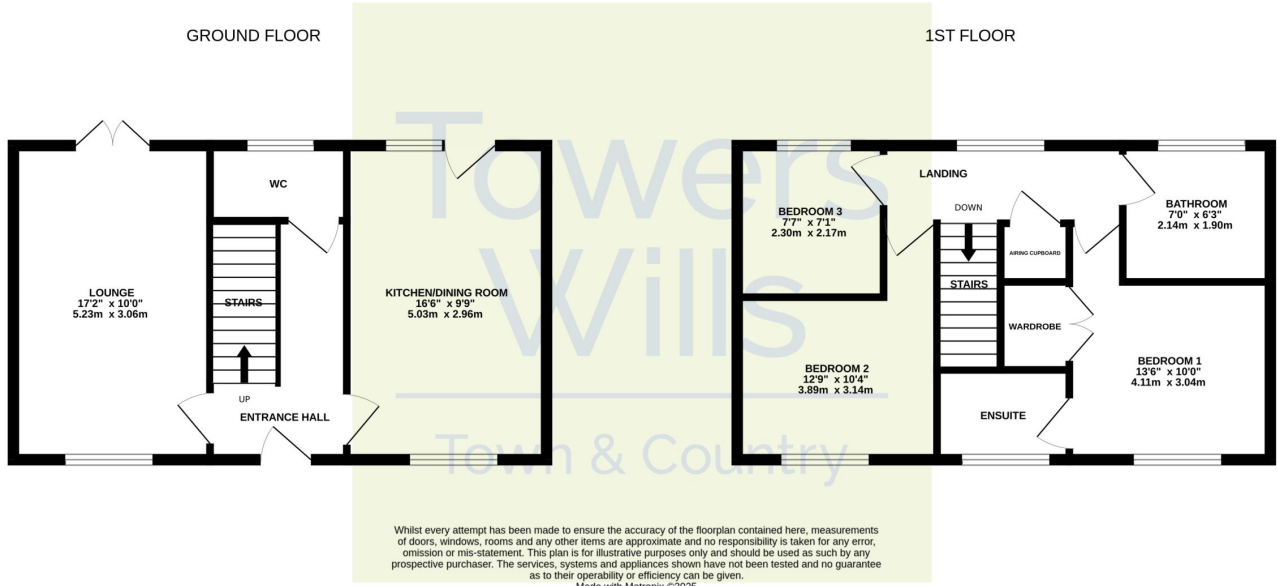 GROUND FLOOR
1ST FLOOR
Towers
Wills
Town & Country
WC
LOUNGE
17'2" x 10'0"
5.23m x 3.06m
STAIRS
UP
ENTRANCE HALL
KITCHEN/DINING ROOM
16'6" x 9'9"
5.03m x 2.96m
BEDROOM 3
7'7" x 7'1"
2.30m x 2.17m
LANDING
DOWN
STAIRS
AIRING CUPBOARD
BATHROOM
7'0" x 6'3"
2.14m x 1.90m
WARDROBE
BEDROOM 2
12'9" x 10'4"
3.89m x 3.14m
ENSUITE
BEDROOM 1
13'6" x 10'0"
4.11m x 3.04m
Whilst every attempt has been made to ensure the accuracy of the floorplan contained here, measurements
of doors, windows, rooms and any other items are approximate and no responsibility is taken for any error,
omission or mis-statement. This plan is for illustrative purposes only and should be used as such by any
prospective purchaser. The services, systems and appliances shown have not been tested and no guarantee
as to their operability or efficiency can be given.
Made with Metropix ©2025